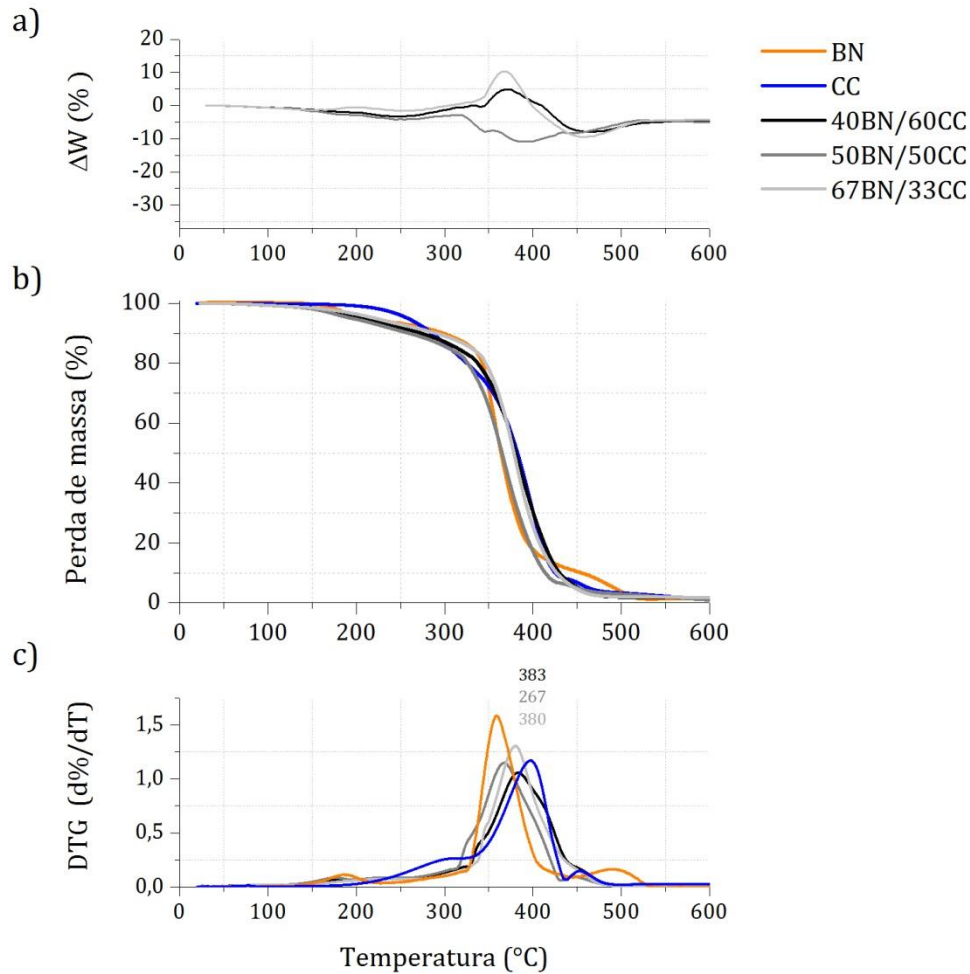 a)
20
10
0
-10
-20
-30
ΔW (%)
0 100 200 300 400 500 600
BN
CC
40BN/60CC
50BN/50CC
67BN/33CC
b)
100
80
60
40
20
0
Perda de massa (%)
0 100 200 300 400 500 600
c)
383
267
380
1,5
1,0
0,5
0,0
DTG (d%/dT)
0 100 200 300 400 500 600
Temperatura (°C)